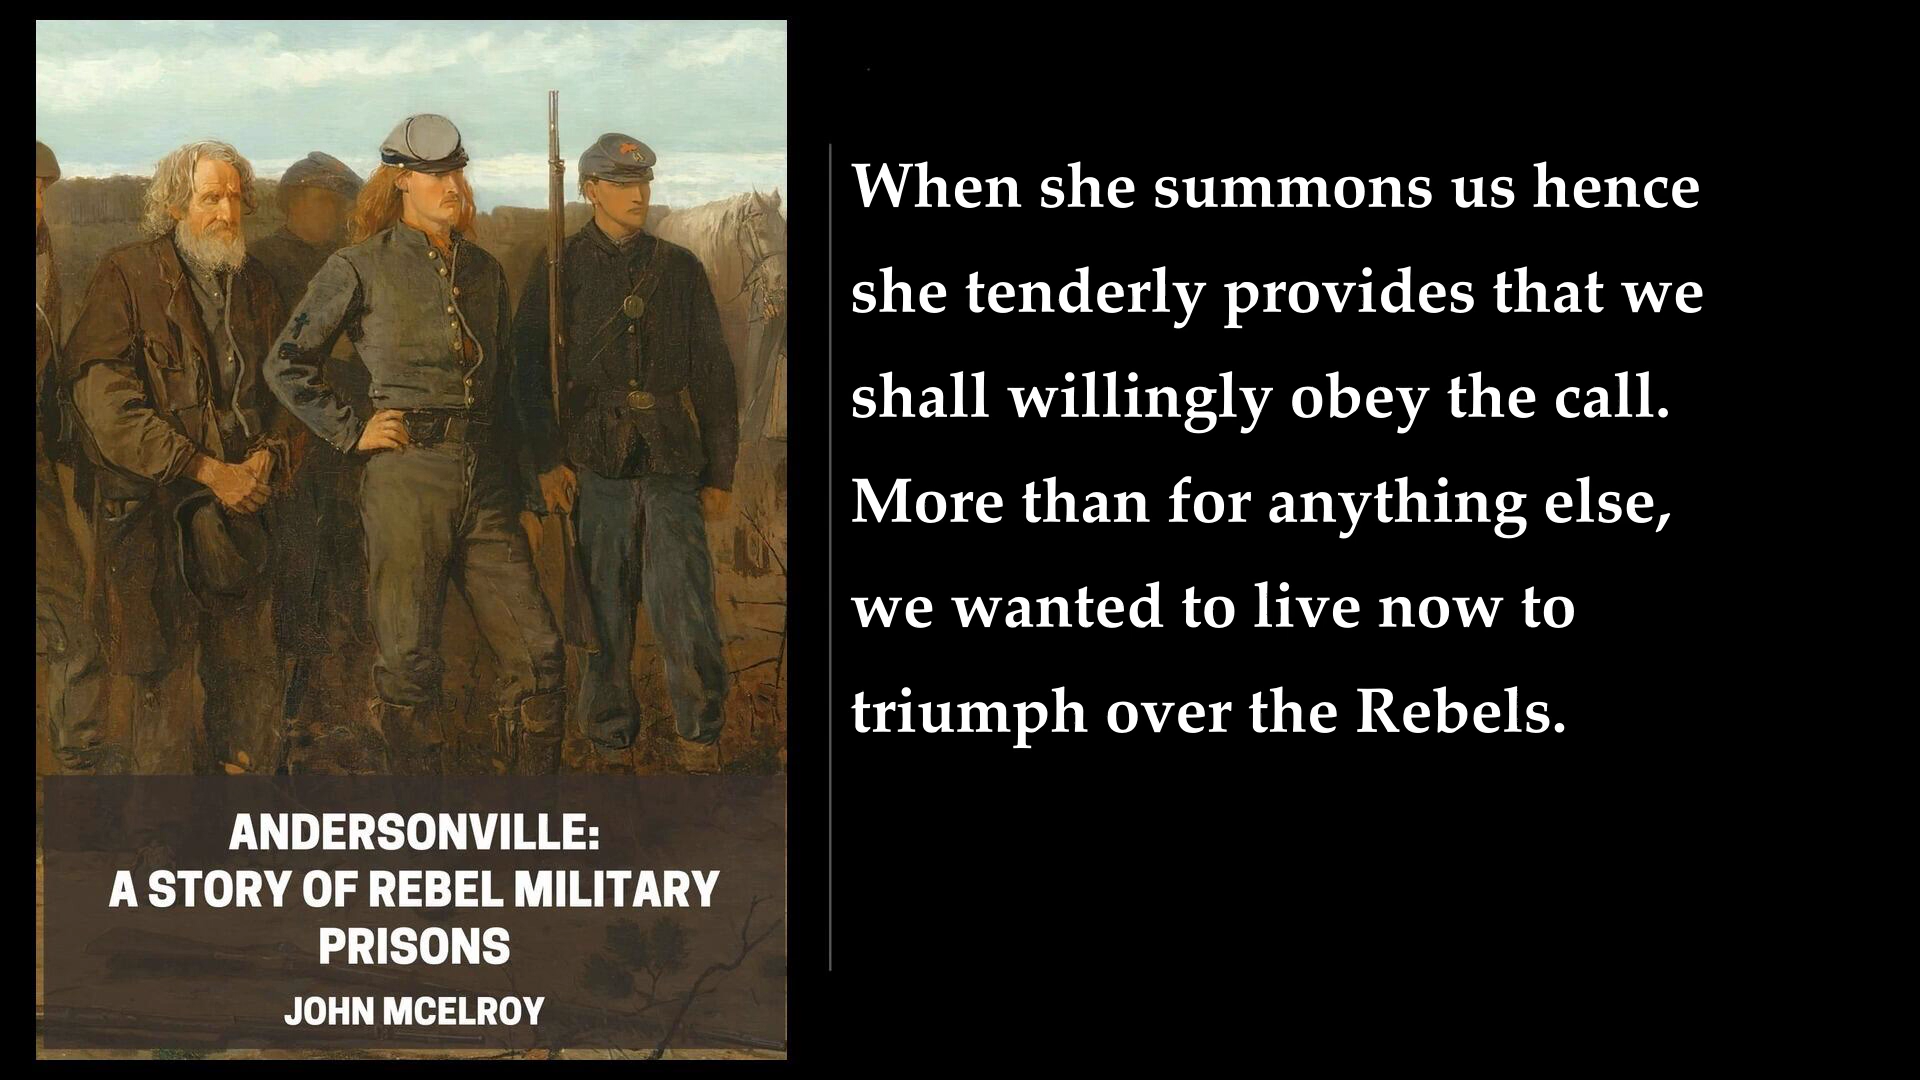 When she summons us hence
she tenderly provides that we
shall willingly obey the call.
More than for anything else,
we wanted to live now to
triumph over the Rebels.
ANDERSONVILLE:
A STORY OF REBEL MILITARY
PRISONS
JOHN MCELROY